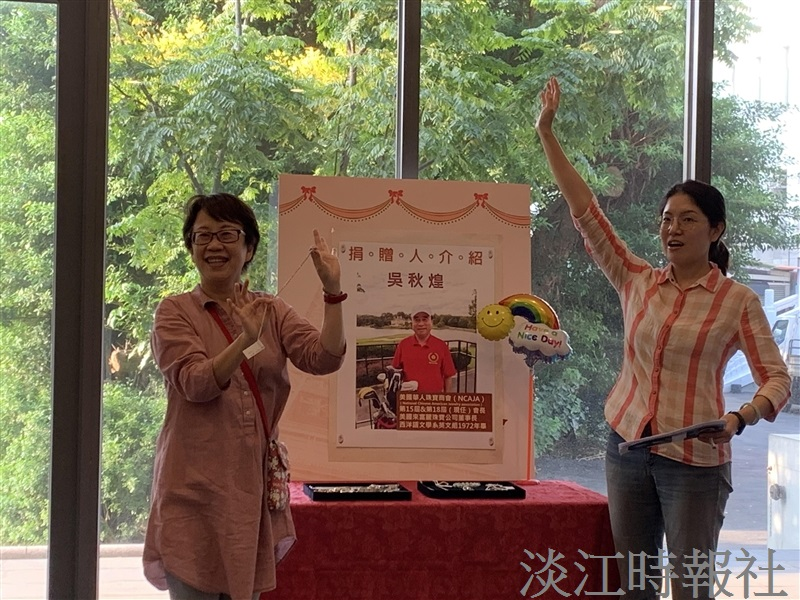 捐。贈。人。介。紹
吳秋煌
美國華人珠寶商會（NCAJA）
第15屆&第18屆（現任）會長
美國來富麗珠寶公司董事長
西洋語文學系英文組1972年畢
Have a
Nice Day!
淡江時報社